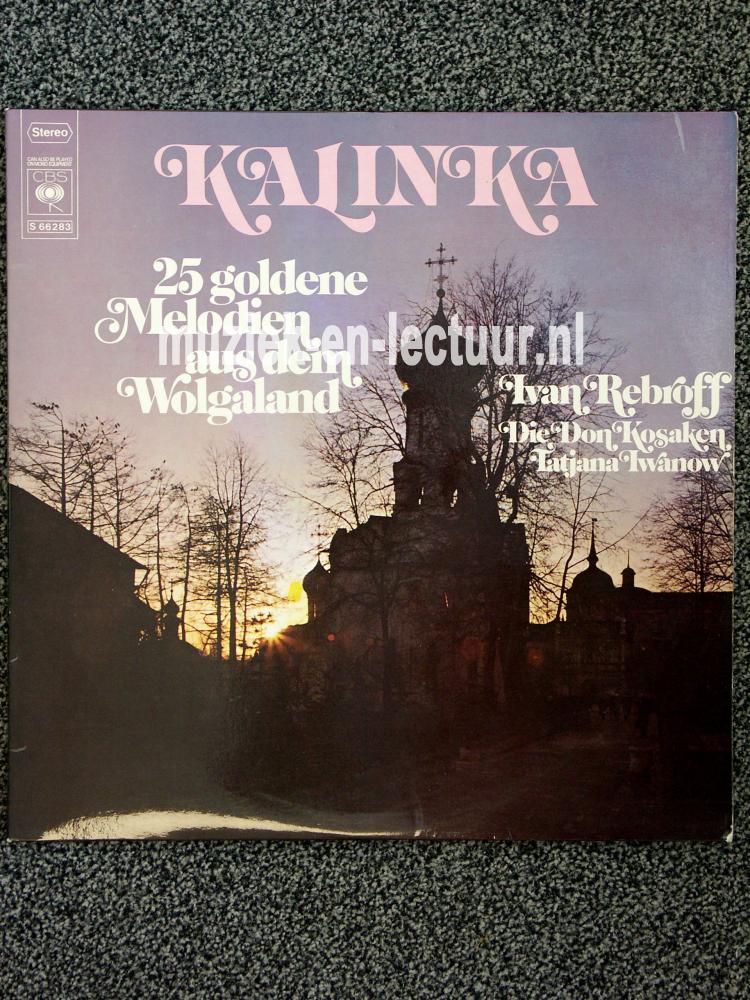 Stereo
CAN ALSO BE PLAYED
ON MONO EQUIPMENT
CBS
S 66283
KALINKA
25 goldene
Melodien
aus dem
Wolgaland
muziek-en-lectuur.nl
Ivan Rebroff
Die Don Kosaken,
Tatjana Iwanow